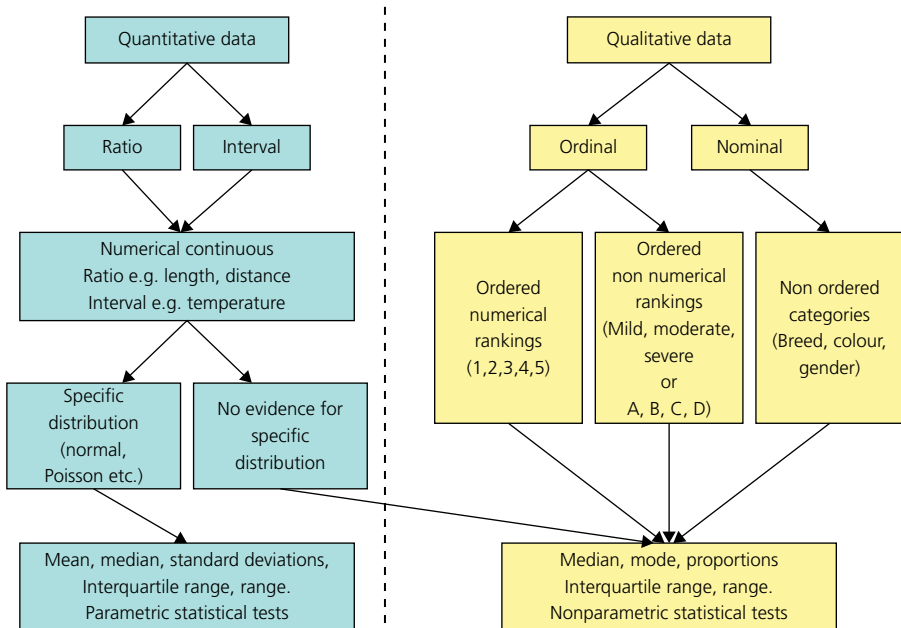 Quantitative data
Qualitative data
Ratio
Interval
Ordinal
Nominal
Numerical continuous
Ratio e.g. length, distance
Interval e.g. temperature
Ordered
numerical
rankings
(1,2,3,4,5)
Ordered
non numerical
rankings
(Mild, moderate,
severe
or
A, B, C, D)
Non ordered
categories
(Breed, colour,
gender)
Specific
distribution
(normal,
Poisson etc.)
No evidence for
specific
distribution
Mean, median, standard deviations,
Interquartile range, range.
Parametric statistical tests
Median, mode, proportions
Interquartile range, range.
Nonparametric statistical tests